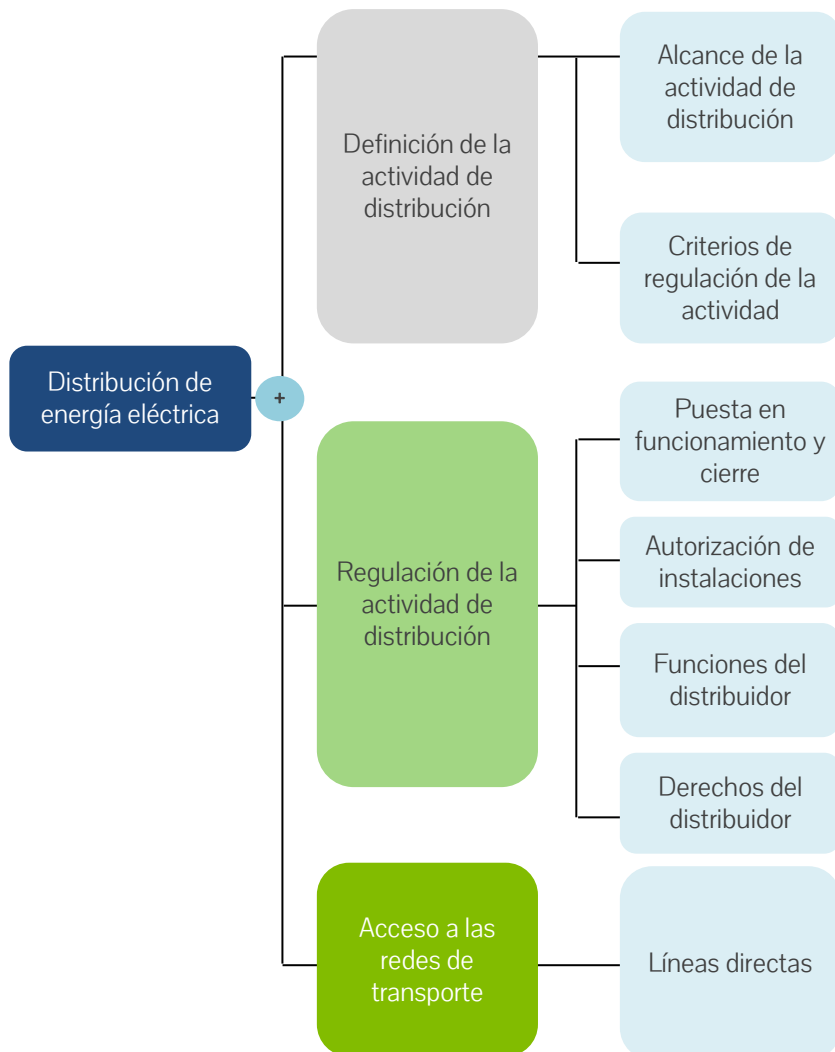 Distribución de
energía eléctrica
+
Definición de la
actividad de
distribución
Alcance de la
actividad de
distribución
Criterios de
regulación de la
actividad
Regulación de la
actividad de
distribución
Puesta en
funcionamiento y
cierre
Autorización de
instalaciones
Funciones del
distribuidor
Derechos del
distribuidor
Acceso a las
redes de
transporte
Líneas directas